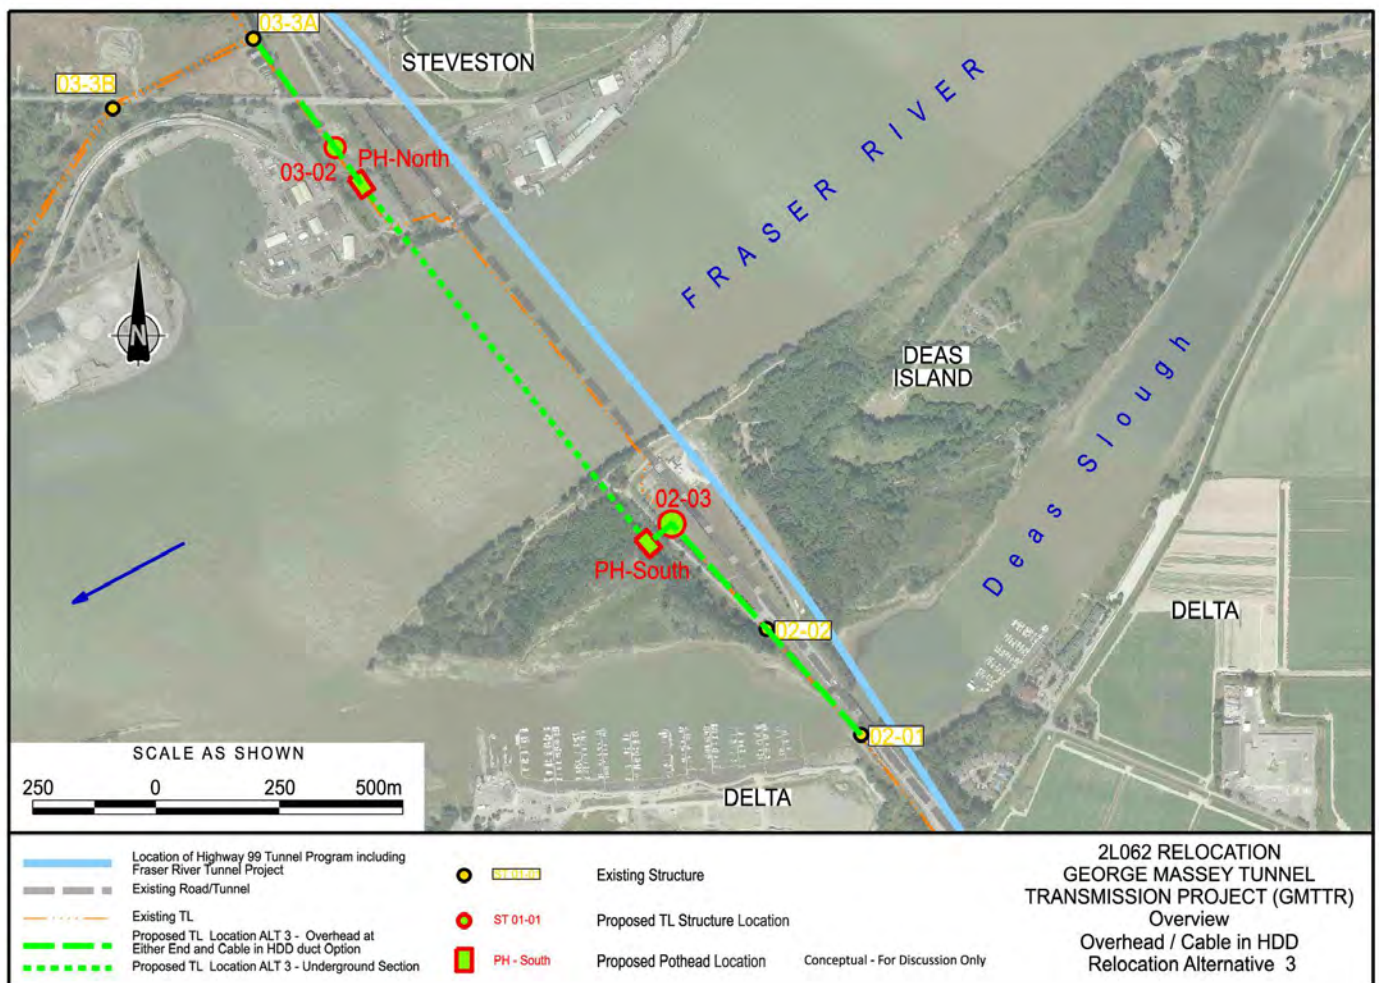 03-3A
STEVESTON
03-3B
PH-North
03-02
FRASER RIVER
N
DEAS
ISLAND
Deas Slough
02-03
PH-South
DELTA
02-02
02-01
DELTA
SCALE AS SHOWN
250 0 250 500m
Location of Highway 99 Tunnel Program including
Fraser River Tunnel Project
Existing Road/Tunnel
Existing TL
Proposed TL Location ALT 3 - Overhead at
Either End and Cable in HDD duct Option
Proposed TL Location ALT 3 - Underground Section
ST 01-01 Existing Structure
ST 01-01 Proposed TL Structure Location
PH - South Proposed Pothead Location
Conceptual - For Discussion Only
2L062 RELOCATION
GEORGE MASSEY TUNNEL
TRANSMISSION PROJECT (GMTTR)
Overview
Overhead / Cable in HDD
Relocation Alternative 3